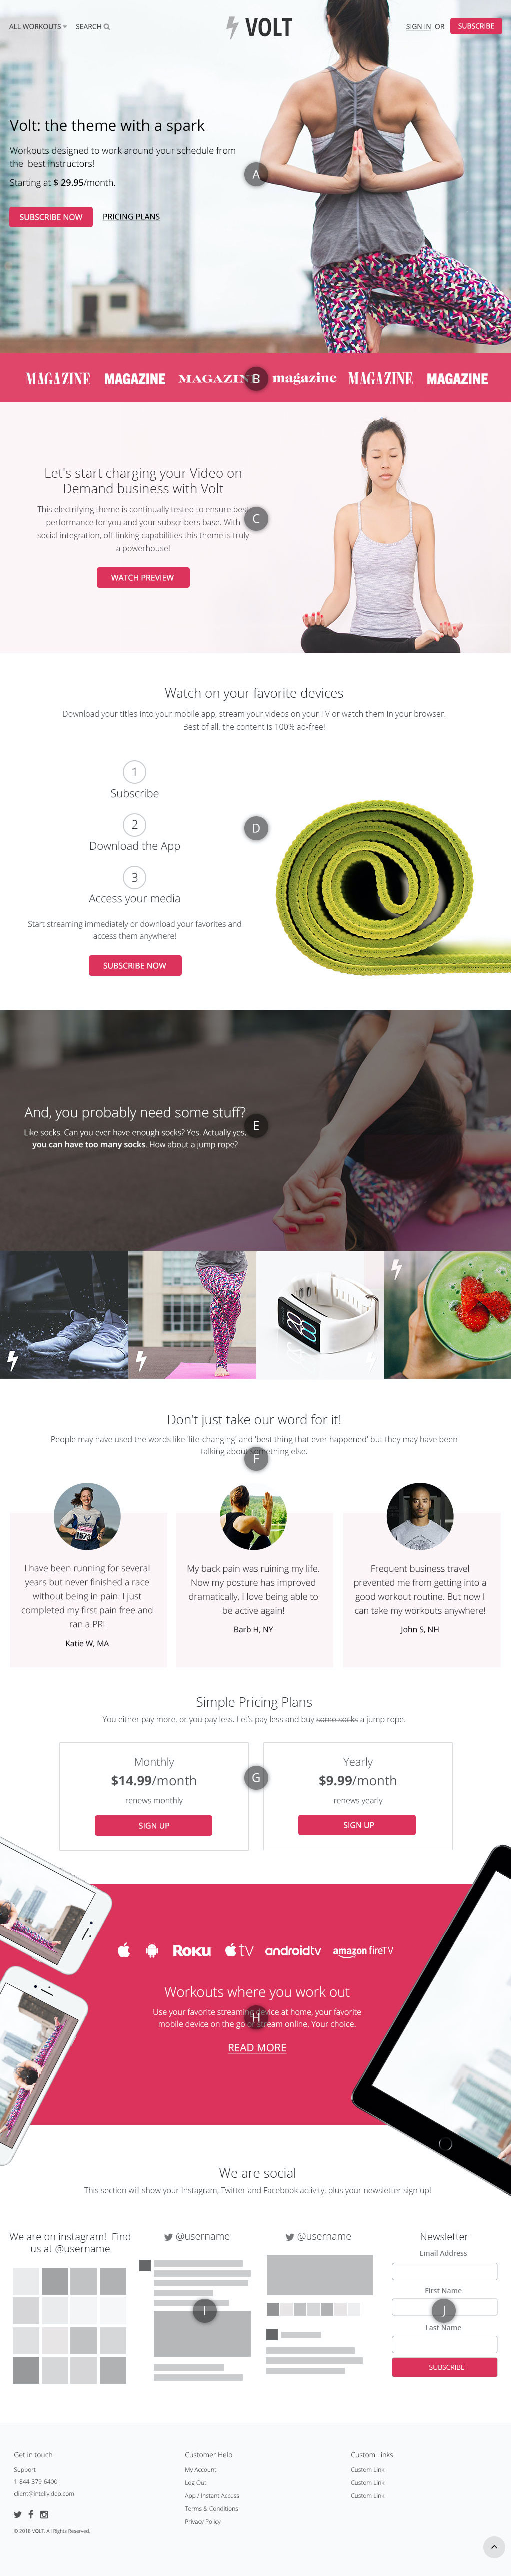 ALL WORKOUTS SEARCH VOLT SIGN IN OR SUBSCRIBE
Volt: the theme with a spark
Workouts designed to work around your schedule from
the best instructors!
A
Starting at $ 29.95/month.
SUBSCRIBE NOW PRICING PLANS
MAGAZINE MAGAZINE MAGAZINE B magazine MAGAZINE MAGAZINE
Let's start charging your Video on
Demand business with Volt
This electrifying theme is continually tested to ensure best
C
performance for you and your subscribers base. With
social integration, off-linking capabilities this theme is truly
a powerhouse!
WATCH PREVIEW
Watch on your favorite devices
Download your titles into your mobile app, stream your videos on your TV or watch them in your browser.
Best of all, the content is 100% ad-free!
1
Subscribe
2
D
Download the App
3
Access your media
Start streaming immediately or download your favorites and
access them anywhere!
SUBSCRIBE NOW
And, you probably need some stuff?
E
Like socks. Can you ever have enough socks? Yes. Actually yes,
you can have too many socks. How about a jump rope?
Don't just take our word for it!
People may have used the words like 'life-changing' and 'best thing that ever happened' but they may have been
talking about something else.
F
1673
I have been running for several
years but never finished a race
without being in pain. I just
completed my first pain free and
ran a PR!
Katie W, MA
My back pain was ruining my life.
Now my posture has improved
dramatically, I love being able to
be active again!
Barb H, NY
Frequent business travel
prevented me from getting into a
good workout routine. But now I
can take my workouts anywhere!
John S, NH
Simple Pricing Plans
You either pay more, or you pay less. Let's pay less and buy some socks a jump rope.
Monthly
$14.99/month
renews monthly
SIGN UP
G
Yearly
$9.99/month
renews yearly
SIGN UP
Roku tv androidtv amazon fireTV
Workouts where you work out
Use your favorite streaming device at home, your favorite
H
mobile device on the go or stream online. Your choice.
READ MORE
We are social
This section will show your Instagram, Twitter and Facebook activity, plus your newsletter sign up!
We are on instagram! Find
us at @username
@username
I
@username
Newsletter
Email Address
First Name
J
Last Name
SUBSCRIBE
Get in touch
Support
1-844-379-6400
client@intelivideo.com
© 2018 VOLT. All Rights Reserved.
Customer Help
My Account
Log Out
App / Instant Access
Terms & Conditions
Privacy Policy
Custom Links
Custom Link
Custom Link
Custom Link